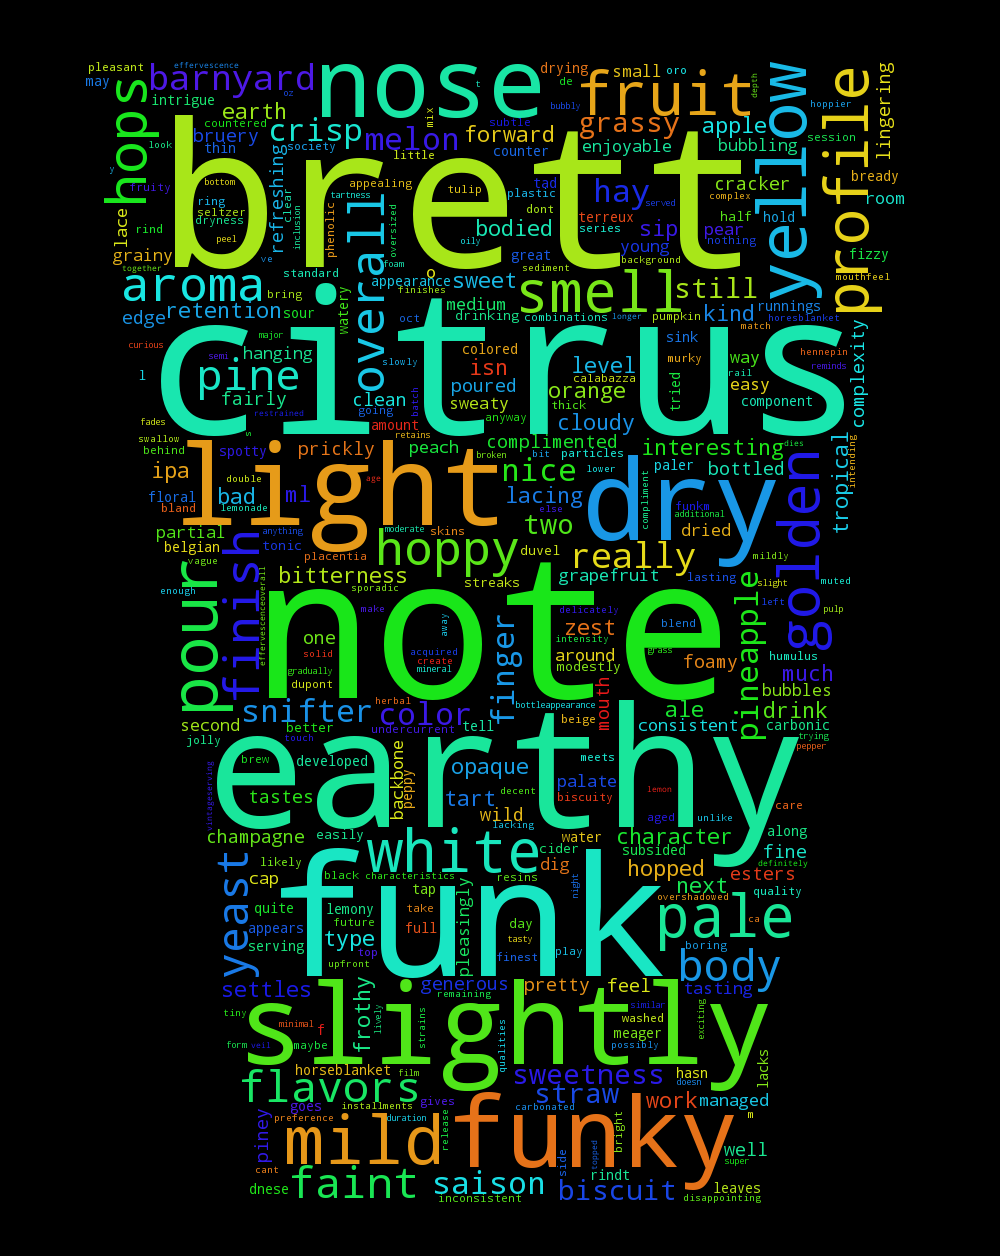 effervescence
pleasant
may
barnyard
oz
nose
t
drying
small
oro
de
bubbly
fruit
depth
yellow
hoppier
profile
lingering
hops
intrigue
earth
countered
bruery
look
thin
crisp
society
melon
mix
little
forward
subtle
counter
grassy
enjoyable
apple
bubbling
session
bready
room
y
fruity
bottom
ring
seltzer
dryness
peel
lace
rind
grainy
together
brett
ve
refreshing
clear
inclusion
tartness
phenolic
appealing
overall
oversized
foam
tulip
plastic
tad
dont
bodied
oily
hay
served
terreux
series
sip
young
background
great
pear
nothing
cracker
complex
half
hold
fizzy
mouthfeel
aroma
standard
bring
appearance
o
finishes
sweet
sediment
smell
still
pumpkin
edge
retention
sour
watery
oct
medium
drinking
combinations
longer
kind
runnings
horesblanket
curious
semi
major
hanging
slowly
colored
isn
level
sink
murky
way
match
rail
hennepin
reminds
complexity
l
citrus
pine
fairly
restrained
clean
going
batch
poured
sweaty
calabazza
thick
orange
tried
easy
component
fades
swallow
behind
s
spotty
amount
retains
anyway
peach
broken
complimented
cloudy
bit
particles
interesting
dies
intending
tropical
ipa
floral
bland
bad
lemonade
double
ml
prickly
light
age
nice
lacing
else
lower
dry
compliment
paler
funkm
additional
bottled
dried
golden
partial
belgian
vague
anything
tonic
placentia
moderate
skins
hoppy
two
duvel
really
mildly
enough
pour
finish
effervescenceoverall
bitterness
sporadic
streaks
grapefruit
lasting
slight
muted
pulp
note
one
solid
gradually
dupont
make
acquired
create
mineral
away
finger
delicately
zest
intensity
around
modestly
blend
grass
foamy
left
pineapple
humulus
much
bubbles
snifter
second
jolly
better
touch
herbal
color
undercurrent
tell
bottleappearance
beige
mouth
ale
consistent
drink
carbonic
trying
pepper
earthy
vintageserving
brew
tastes
developed
backbone
peppy
opaque
tart
decent
meets
palate
biscuity
wild
lacking
lemon
aged
unlike
care
champagne
easily
white
cider
water
character
subsided
along
fine
definitely
yeast
likely
cap
quite
appears
serving
black
characteristics
lemony
future
type
upfront
top
tap
take
full
resins
pleasingly
day
tasty
finest
night
play
dig
hopped
overshadowed
next
esters
quality
ca
pale
boring
funk
body
settles
tiny
form
veil
minimal
f
maybe
frothy
lively
generous
remaining
strains
pretty
qualities
feel
similar
washed
meager
possibly
tasting
exciting
lacks
slightly
horseblanket
film
sweetness
hasn
doesn
flavors
goes
installments
gives
carbonated
straw
work
managed
m
piney
preference
duration
release
mild
funky
side
topped
bright
well
super
cant
dnese
faint
saison
inconsistent
biscuit
rindt
leaves
disappointing